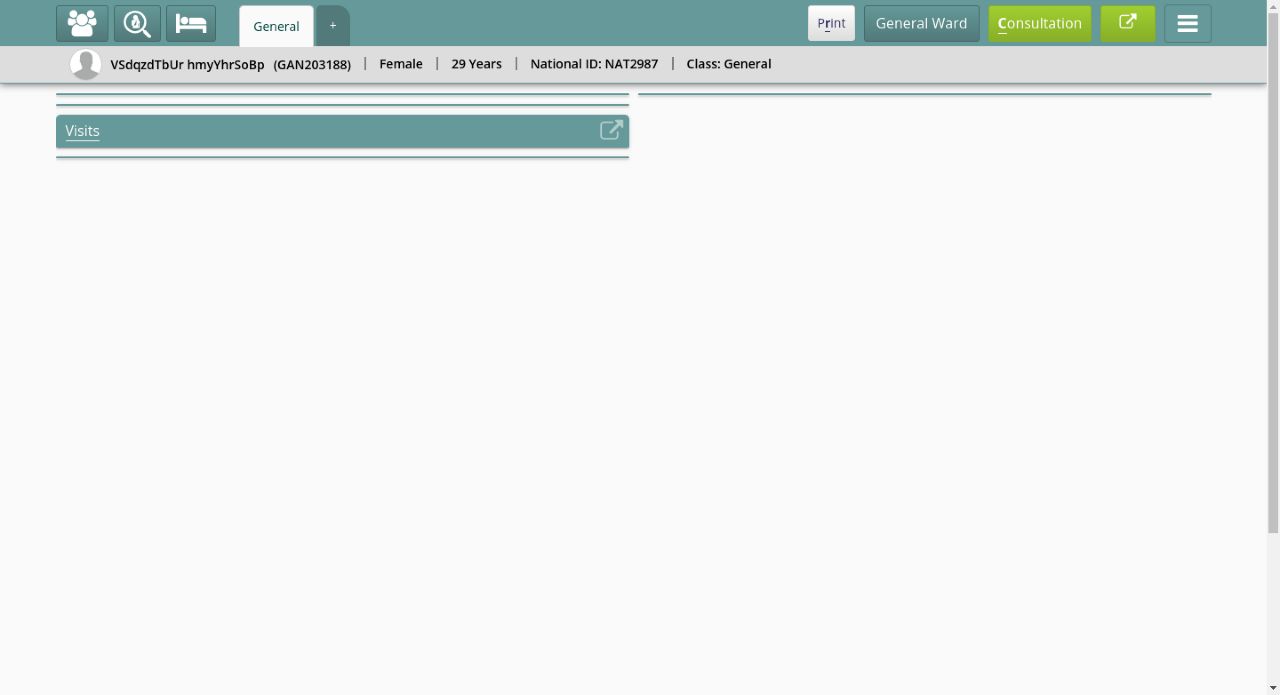 General + Print General Ward Consultation
VSdqzdTbUr hmyYhrSoBp (GAN203188) | Female | 29 Years | National ID: NAT2987 | Class: General
Visits